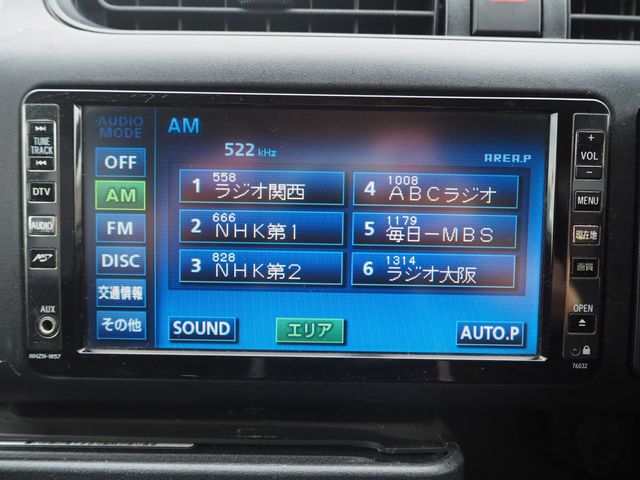 AUDIO MODE
AM
522 kHz
AREA.P
OFF
AM
FM
DISC
交通情報
その他
1 558 ラジオ関西
2 666 NHK第1
3 828 NHK第2
4 1008 ABCラジオ
5 1179 毎日ーMBS
6 1314 ラジオ大阪
SOUND
エリア
AUTO.P
TUNE
TRACK
DTV
AUDIO
AUX
NHZN-W57
+
VOL
-
MENU
現在地
画質
OPEN
76032